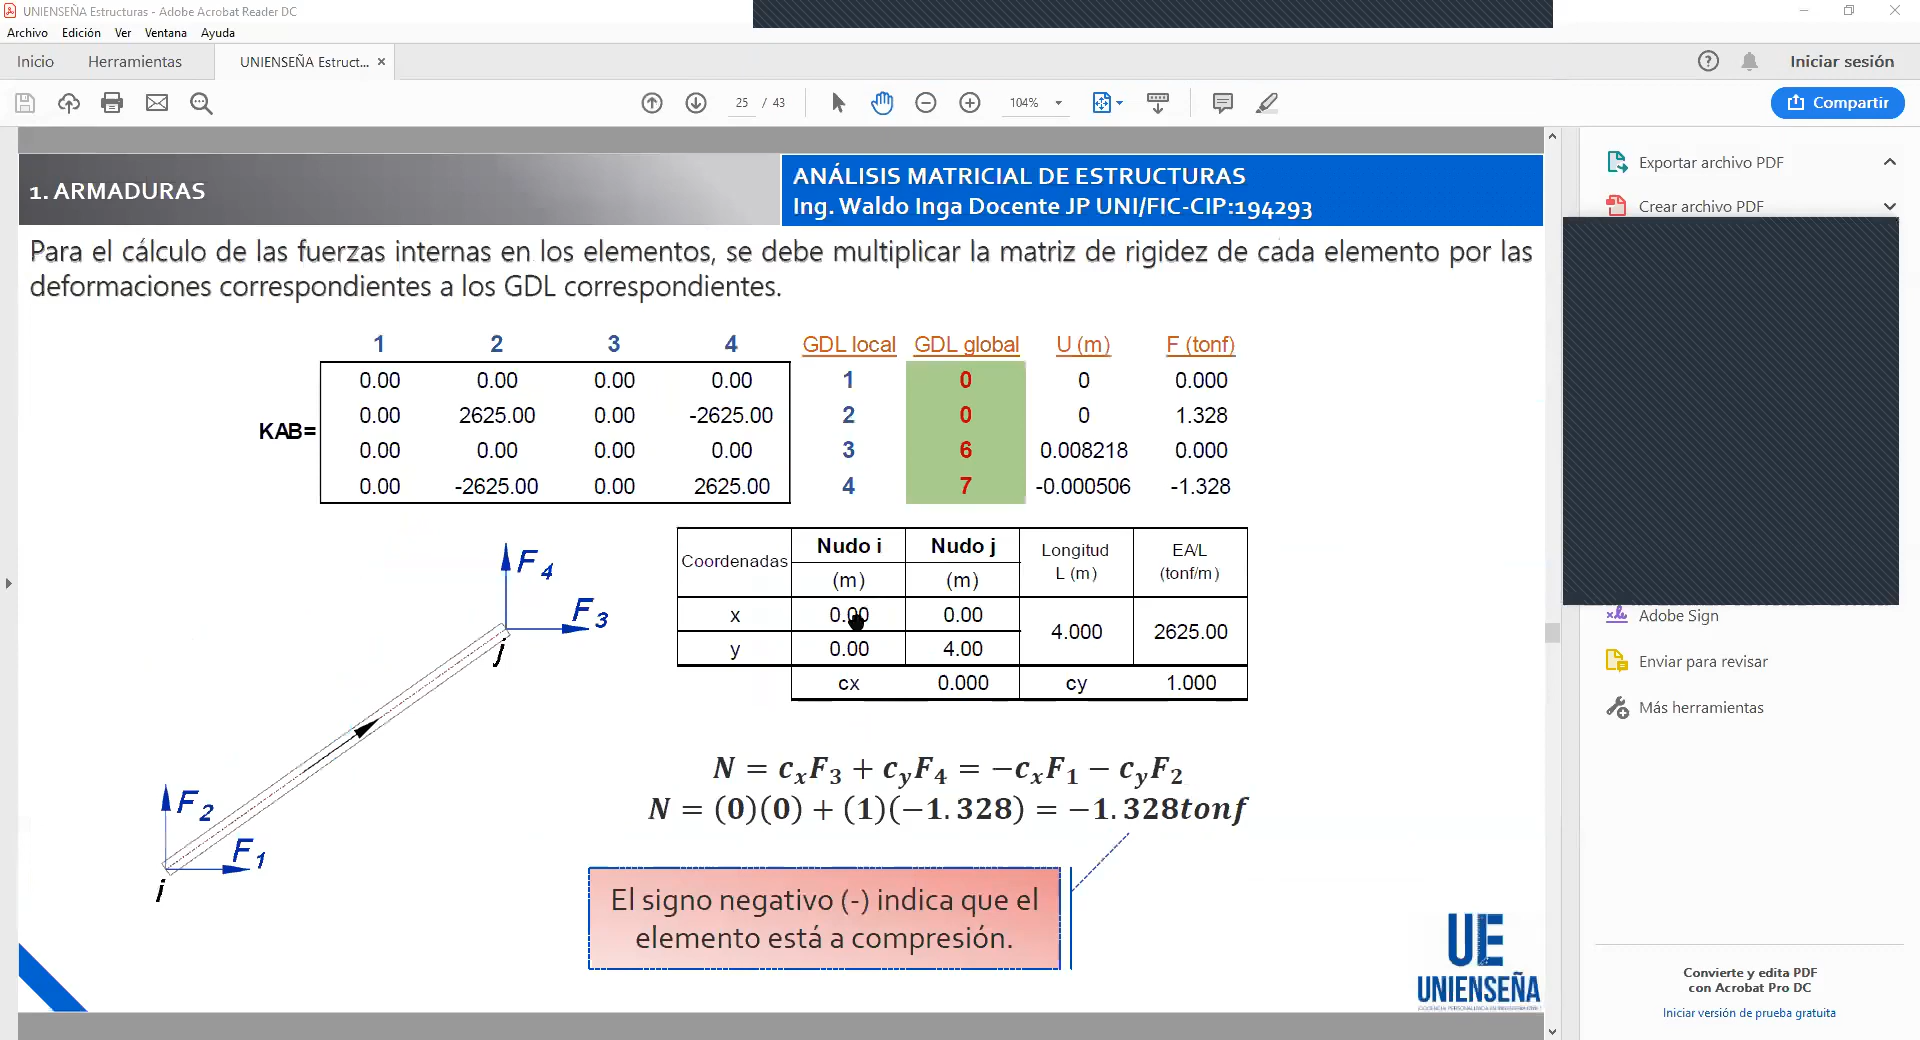 UNIENSEÑA Estructuras - Adobe Acrobat Reader DC
Archivo Edición Ver Ventana Ayuda
Inicio Herramientas UNIENSEÑA Estruct... × Iniciar sesión
25 / 43 104% Compartir
1. ARMADURAS
ANÁLISIS MATRICIAL DE ESTRUCTURAS
Ing. Waldo Inga Docente JP UNI/FIC-CIP:194293
Exportar archivo PDF
Crear archivo PDF
Para el cálculo de las fuerzas internas en los elementos, se debe multiplicar la matriz de rigidez de cada elemento por las
deformaciones correspondientes a los GDL correspondientes.
1 2 3 4 GDL local GDL global U (m) F (tonf)
0.00 0.00 0.00 0.00 1 0 0 0.000
0.00 2625.00 0.00 -2625.00 2 0 0 1.328
KAB=
0.00 0.00 0.00 0.00 3 6 0.008218 0.000
0.00 -2625.00 0.00 2625.00 4 7 -0.000506 -1.328
F4
F3
j
F2
F1
i
Coordenadas Nudo i Nudo j Longitud L (m) EA/L (tonf/m)
(m) (m)
x 0.00 0.00 4.000 2625.00
y 0.00 4.00
cx 0.000 cy 1.000
N = cxF3 + cyF4 = −cxF1 − cyF2
N = (0)(0) + (1)(−1.328) = −1.328tonf
El signo negativo (-) indica que el
elemento está a compresión.
UE
UNIENSEÑA
Adobe Sign
Enviar para revisar
Más herramientas
Convierte y edita PDF
con Acrobat Pro DC
Iniciar versión de prueba gratuita